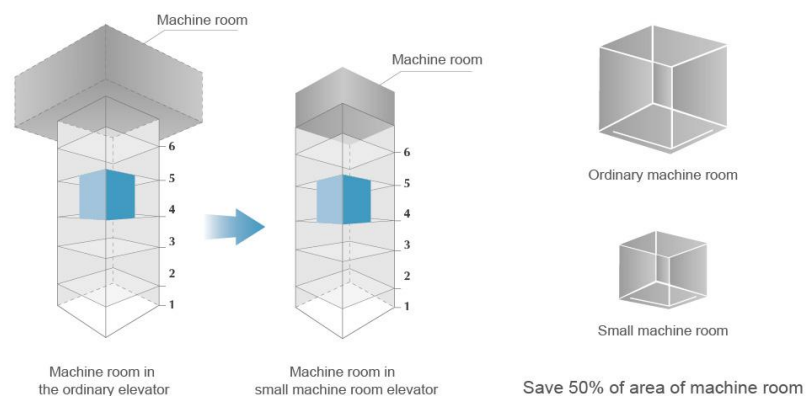 Machine room
6
5
4
3
2
1
Machine room in
the ordinary elevator
Machine room
6
5
4
3
2
1
Machine room in
small machine room elevator
Ordinary machine room
Small machine room
Save 50% of area of machine room